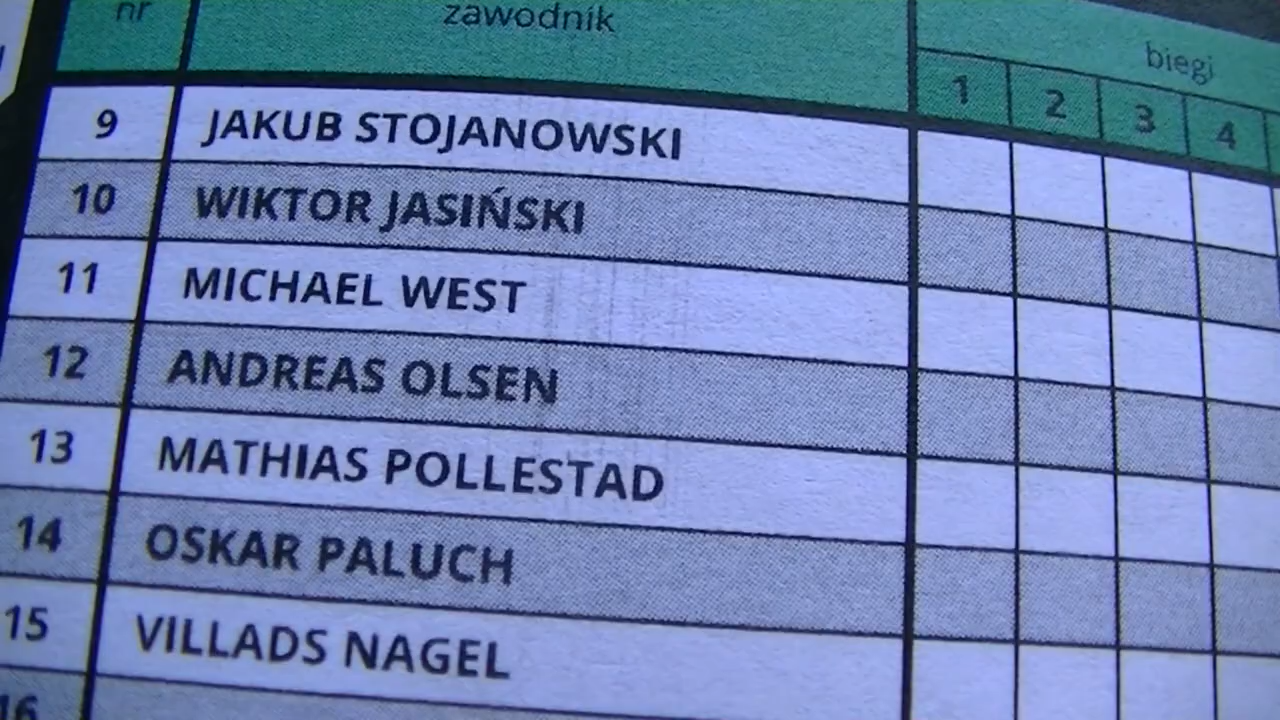 nr zawodnik biegi
1 2 3 4
9 JAKUB STOJANOWSKI
10 WIKTOR JASIŃSKI
11 MICHAEL WEST
12 ANDREAS OLSEN
13 MATHIAS POLLESTAD
14 OSKAR PALUCH
15 VILLADS NAGEL
16